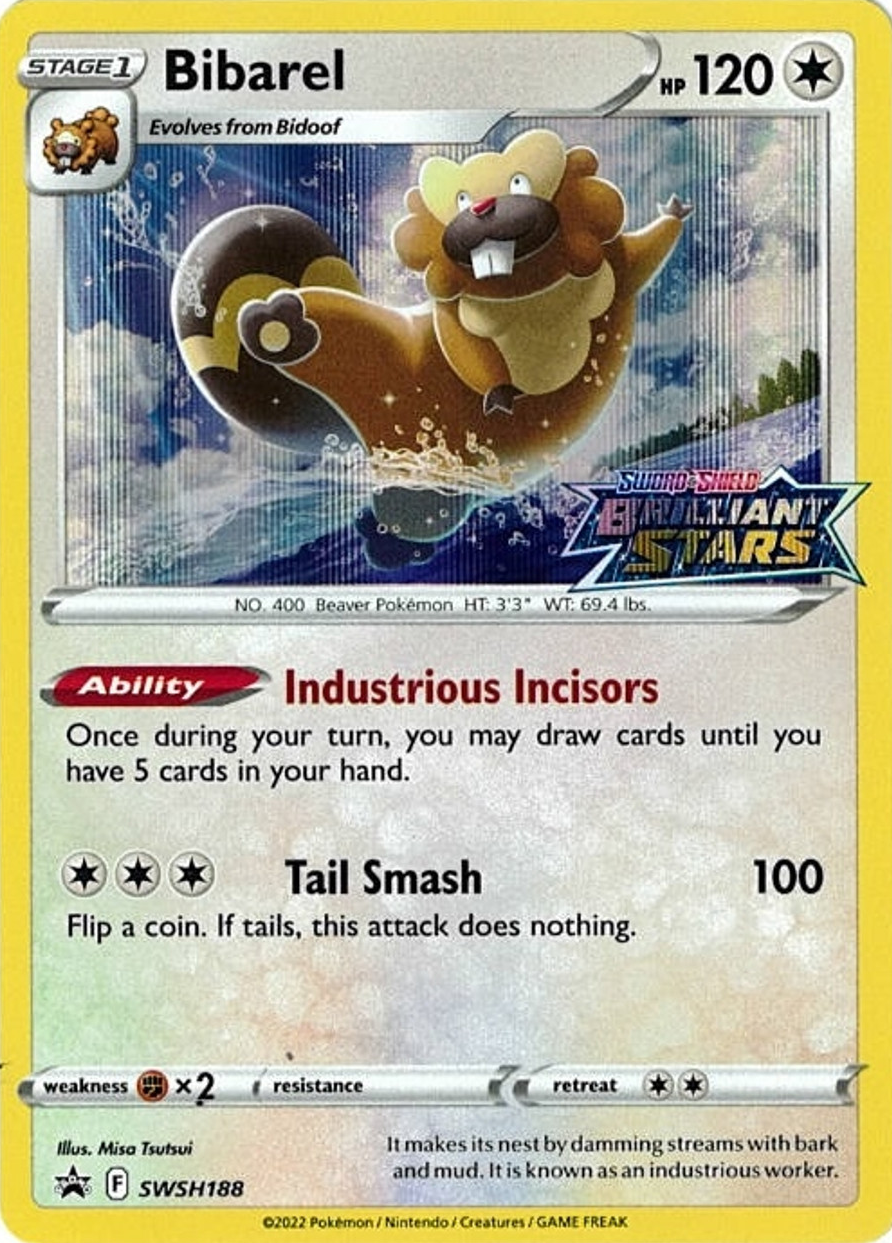 STAGE1 Bibarel HP 120
Evolves from Bidoof
SWORD & SHIELD
BRILLIANT
STARS
NO. 400 Beaver Pokémon HT: 3'3" WT: 69.4 lbs.
Ability Industrious Incisors
Once during your turn, you may draw cards until you
have 5 cards in your hand.
Tail Smash 100
Flip a coin. If tails, this attack does nothing.
weakness ×2 resistance retreat
Illus. Misa Tsutsui
It makes its nest by damming streams with bark
and mud. It is known as an industrious worker.
F SWSH188
©2022 Pokémon / Nintendo / Creatures / GAME FREAK